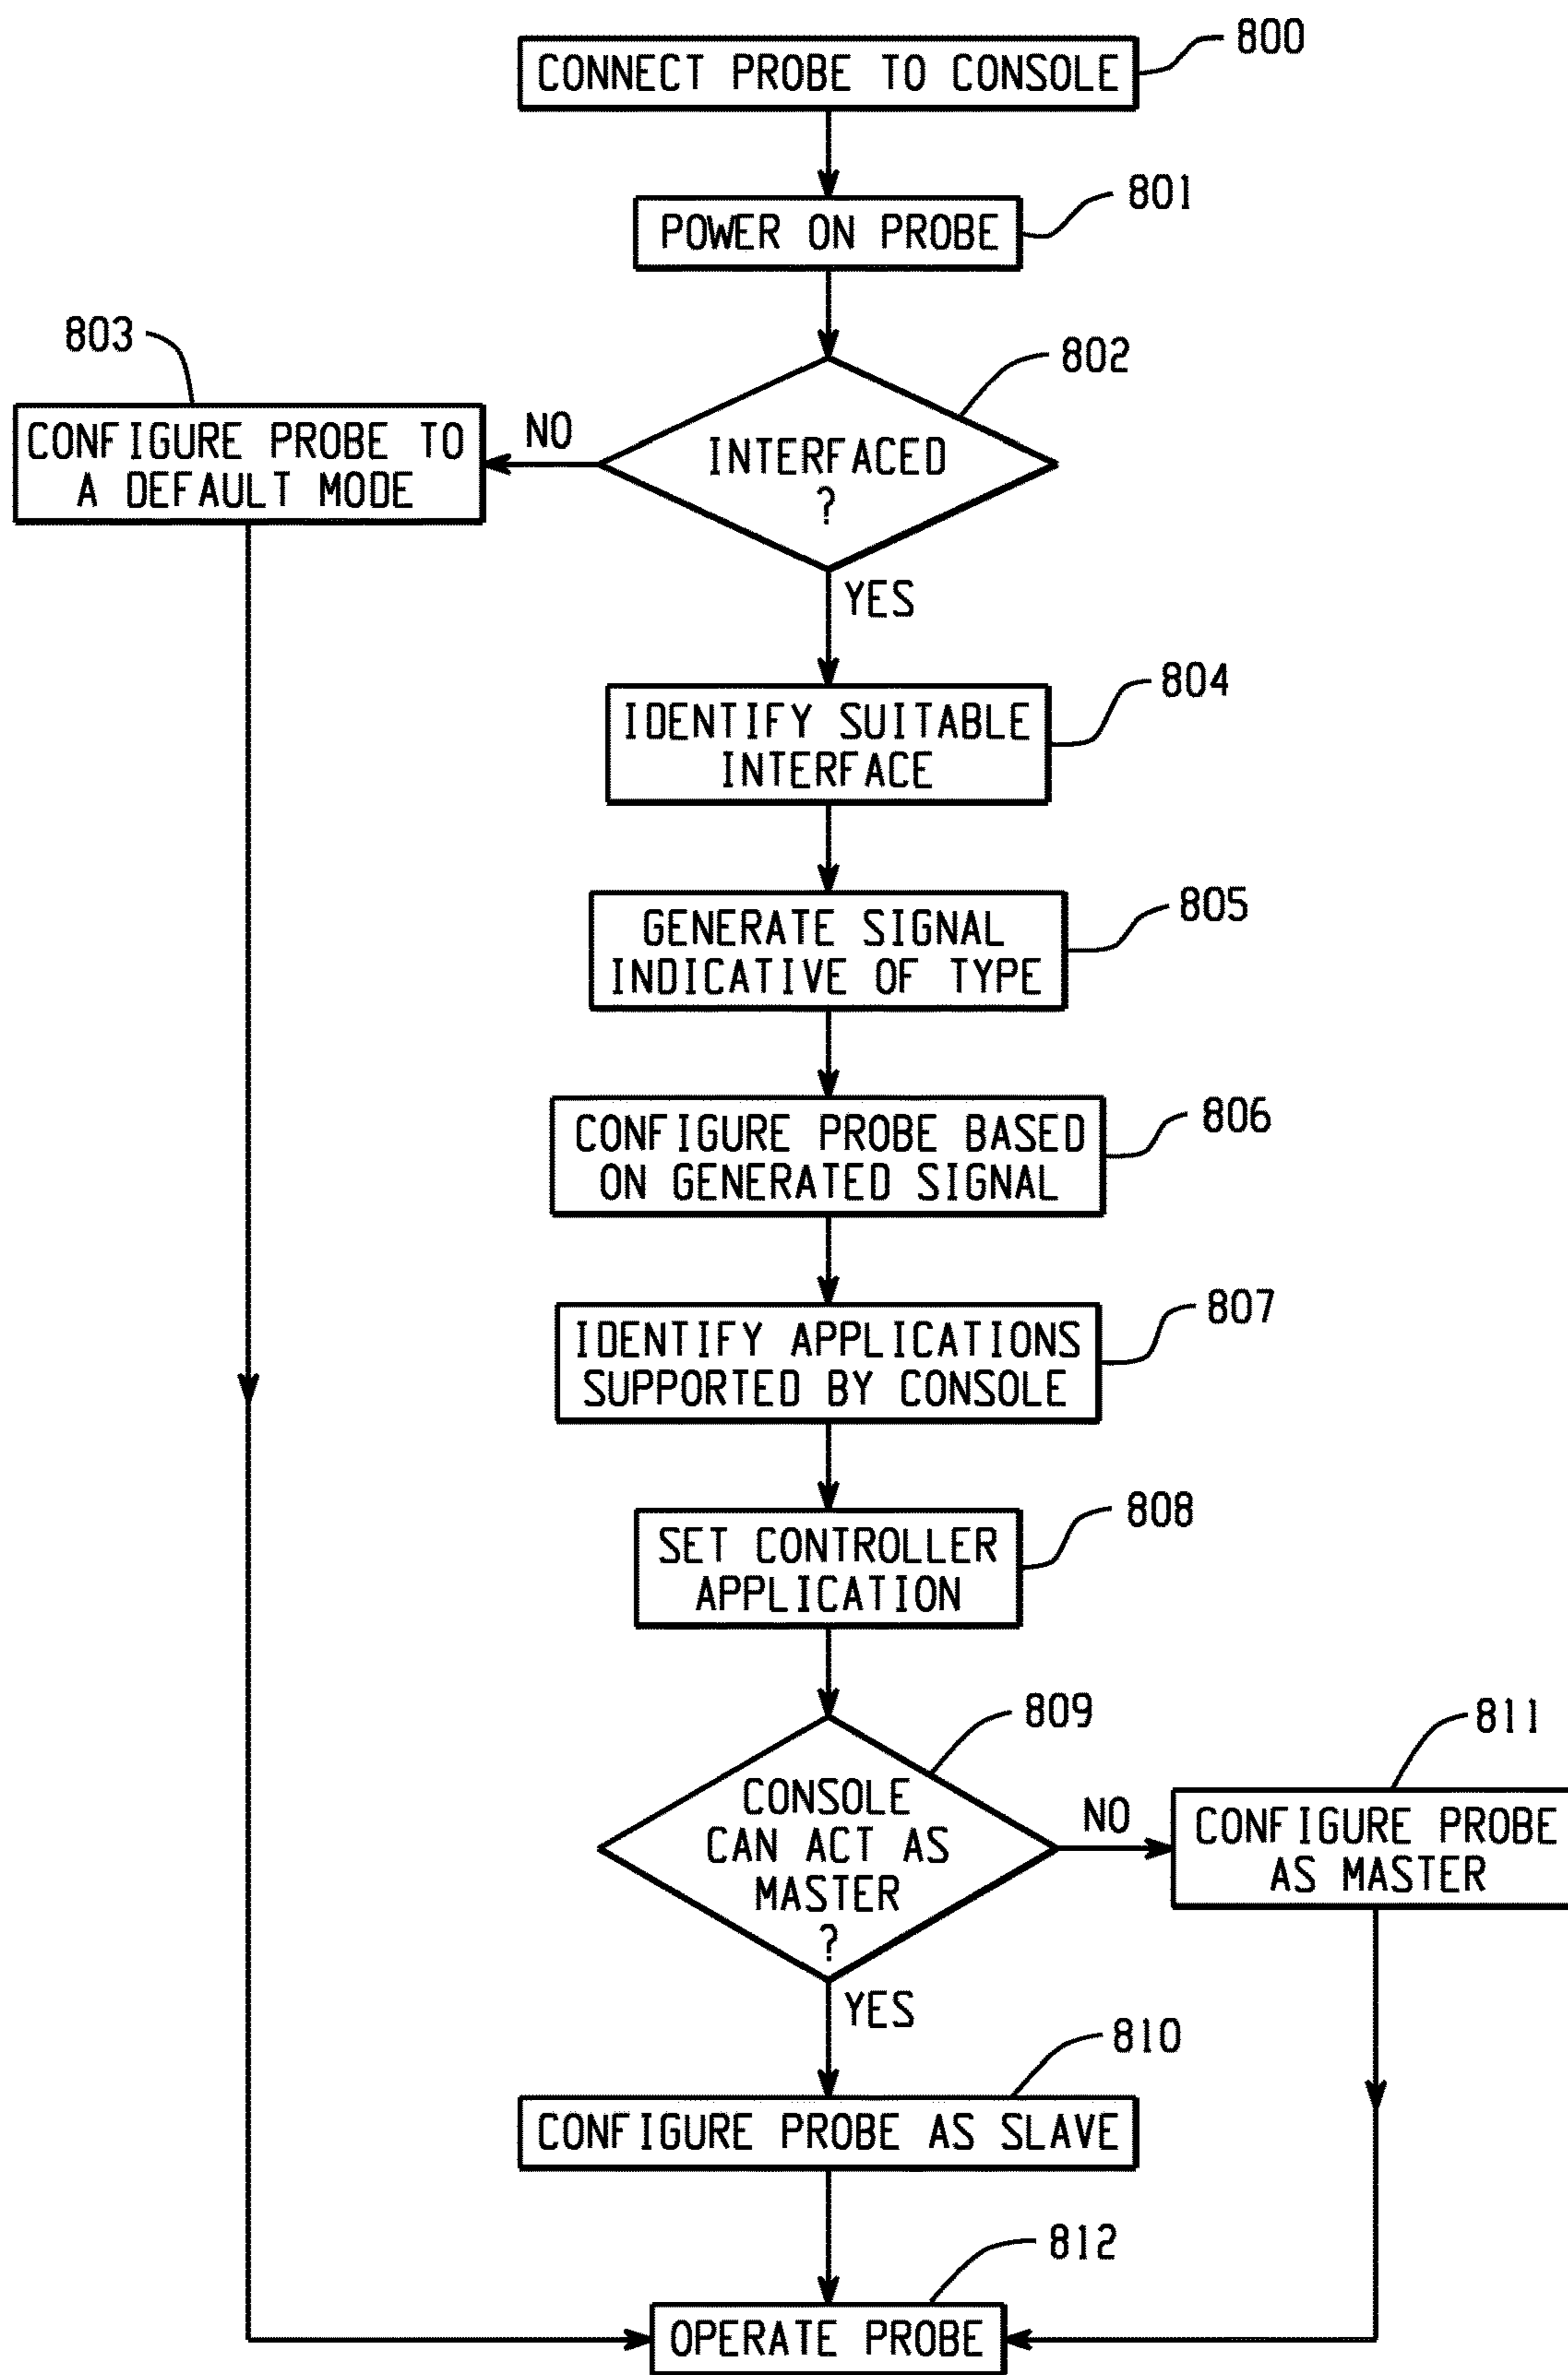 800
CONNECT PROBE TO CONSOLE
801
POWER ON PROBE
802
INTERFACED
?
NO
803
CONFIGURE PROBE TO
A DEFAULT MODE
YES
804
IDENTIFY SUITABLE
INTERFACE
805
GENERATE SIGNAL
INDICATIVE OF TYPE
806
CONFIGURE PROBE BASED
ON GENERATED SIGNAL
807
IDENTIFY APPLICATIONS
SUPPORTED BY CONSOLE
808
SET CONTROLLER
APPLICATION
809
CONSOLE
CAN ACT AS
MASTER
?
NO
811
CONFIGURE PROBE
AS MASTER
YES
810
CONFIGURE PROBE AS SLAVE
812
OPERATE PROBE